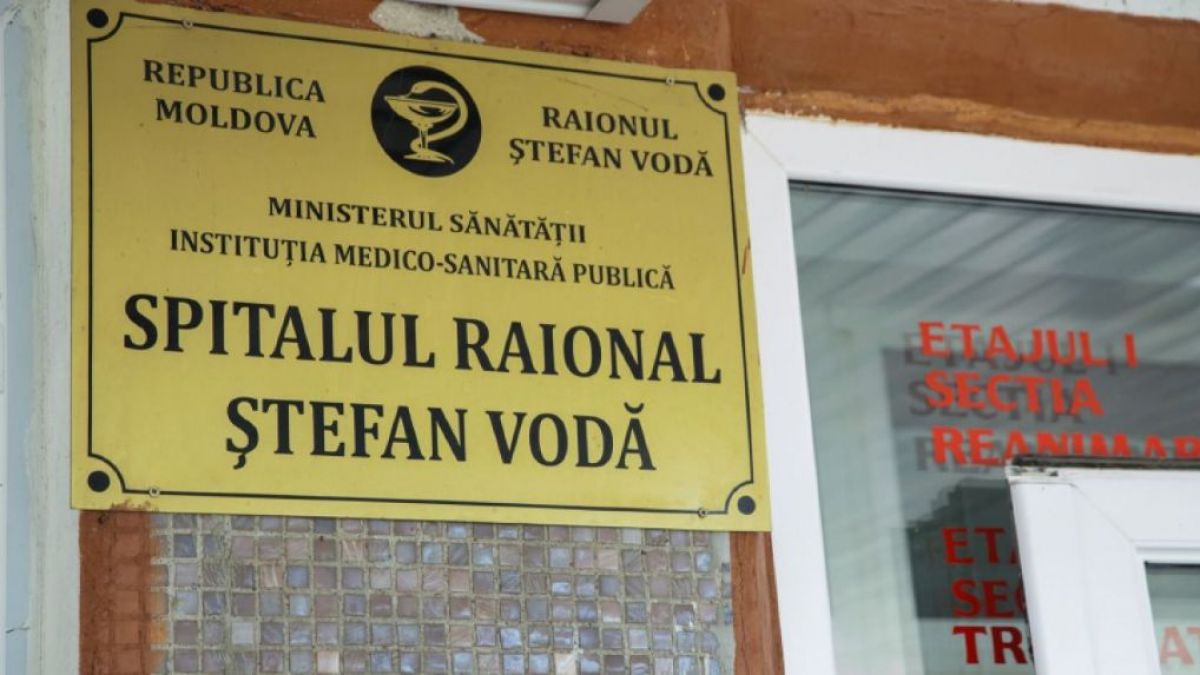 REPUBLICA
MOLDOVA
RAIONUL
ŞTEFAN VODĂ
MINISTERUL SĂNĂTĂŢII
INSTITUŢIA MEDICO-SANITARĂ PUBLICĂ
SPITALUL RAIONAL
ŞTEFAN VODĂ
ETAJUL I
SECTIA